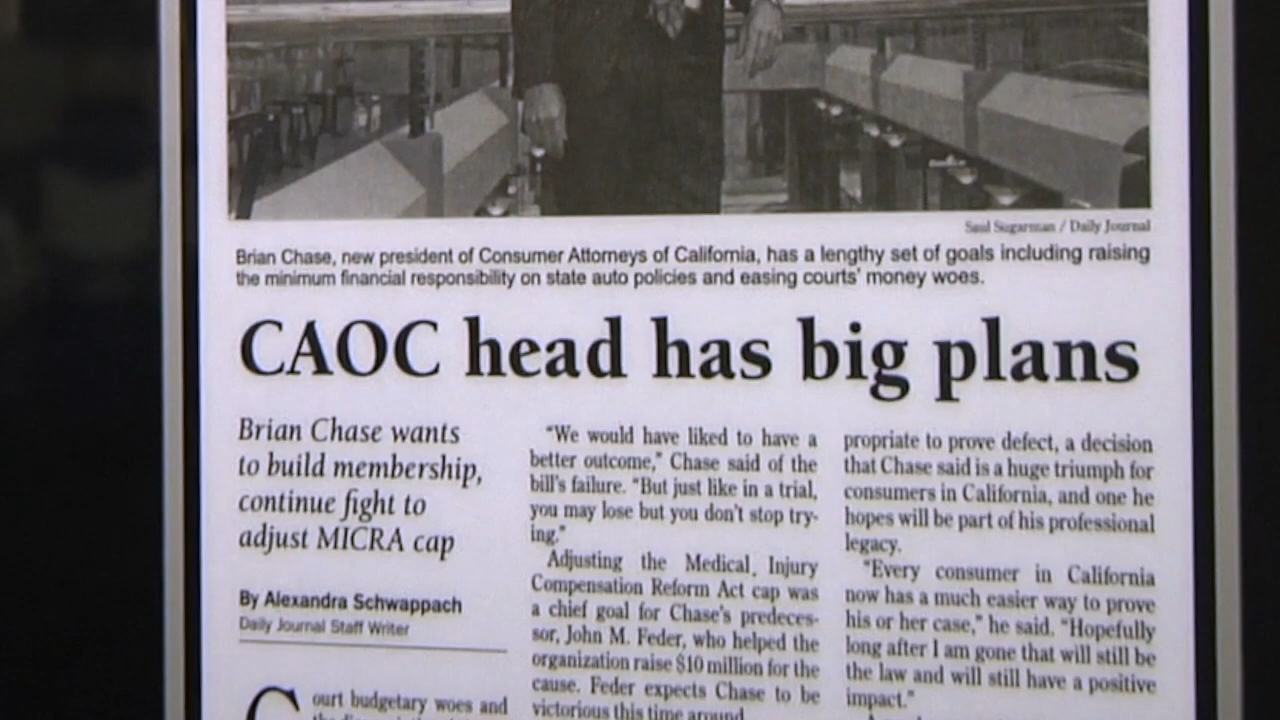 Saul Sugarman / Daily Journal
Brian Chase, new president of Consumer Attorneys of California, has a lengthy set of goals including raising
the minimum financial responsibility on state auto policies and easing courts' money woes.
CAOC head has big plans
Brian Chase wants
to build membership,
continue fight to
adjust MICRA cap
By Alexandra Schwappach
Daily Journal Staff Writer
Court budgetary woes and
“We would have liked to have a
better outcome,” Chase said of the
bill's failure. “But just like in a trial,
you may lose but you don't stop try-
ing.”
Adjusting the Medical Injury
Compensation Reform Act cap was
a chief goal for Chase's predeces-
sor, John M. Feder, who helped the
organization raise $10 million for the
cause. Feder expects Chase to be
victorious this time around.
propriate to prove defect, a decision
that Chase said is a huge triumph for
consumers in California, and one he
hopes will be part of his professional
legacy.
“Every consumer in California
now has a much easier way to prove
his or her case,” he said. “Hopefully
long after I am gone that will still be
the law and will still have a positive
impact.”